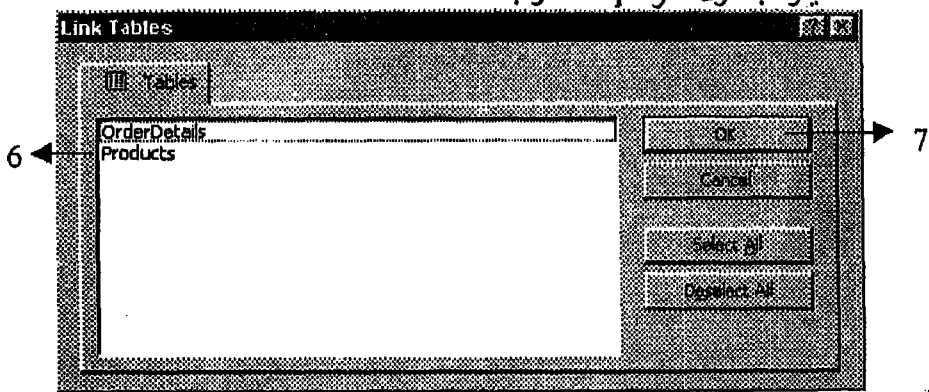 Link Tables
Tables
OrderDetails
Products
OK
Cancel
Select All
Deselect All
6
7